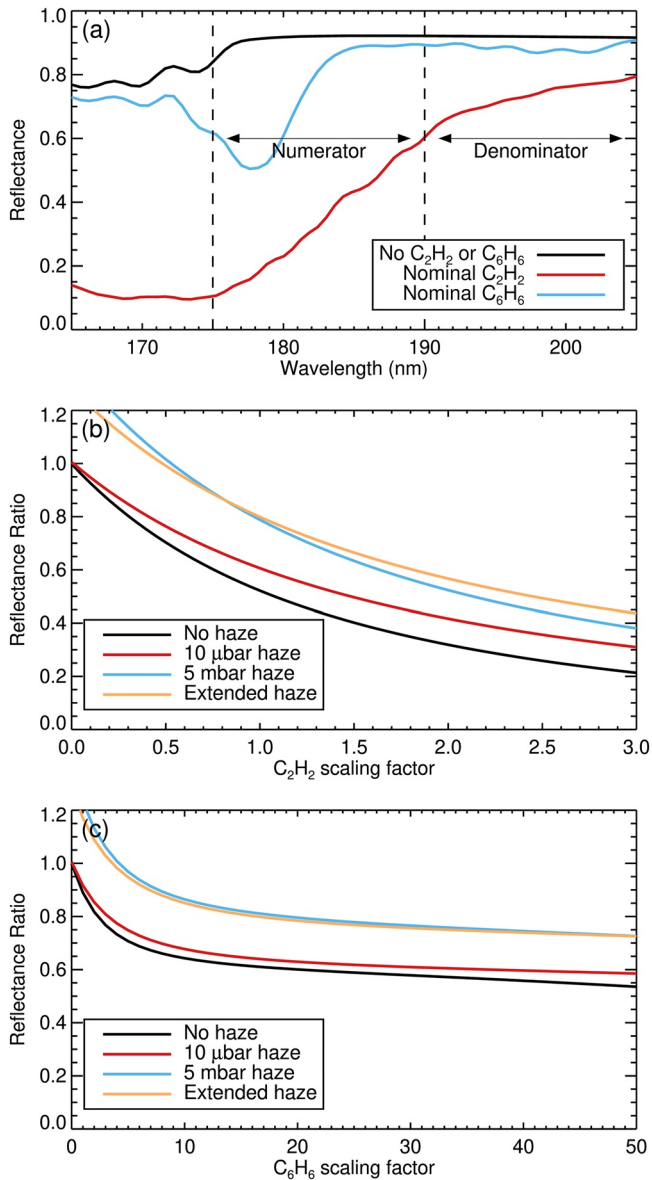 (a)
1.0
0.8
0.6
0.4
0.2
0.0
Reflectance
Numerator
Denominator
No C₂H₂ or C₆H₆
Nominal C₂H₂
Nominal C₆H₆
170 180 190 200
Wavelength (nm)
(b)
1.2
1.0
0.8
0.6
0.4
0.2
0.0
Reflectance Ratio
No haze
10 μbar haze
5 mbar haze
Extended haze
0.0 0.5 1.0 1.5 2.0 2.5 3.0
C₂H₂ scaling factor
(c)
1.2
1.0
0.8
0.6
0.4
0.2
0.0
Reflectance Ratio
No haze
10 μbar haze
5 mbar haze
Extended haze
0 10 20 30 40 50
C₆H₆ scaling factor